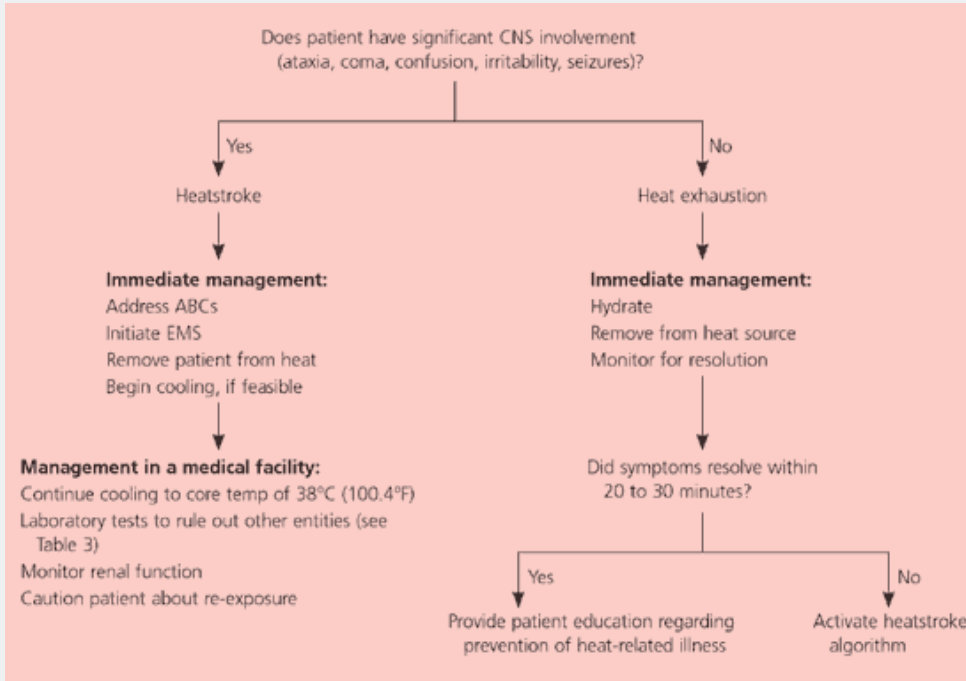 Does patient have significant CNS involvement
(ataxia, coma, confusion, irritability, seizures)?
Yes
No
Heatstroke
Heat exhaustion
Immediate management:
Address ABCs
Initiate EMS
Remove patient from heat
Begin cooling, if feasible
Immediate management:
Hydrate
Remove from heat source
Monitor for resolution
Management in a medical facility:
Continue cooling to core temp of 38ºC (100.4ºF)
Laboratory tests to rule out other entities (see
Table 3)
Monitor renal function
Caution patient about re-exposure
Did symptoms resolve within
20 to 30 minutes?
Yes
No
Provide patient education regarding
prevention of heat-related illness
Activate heatstroke
algorithm